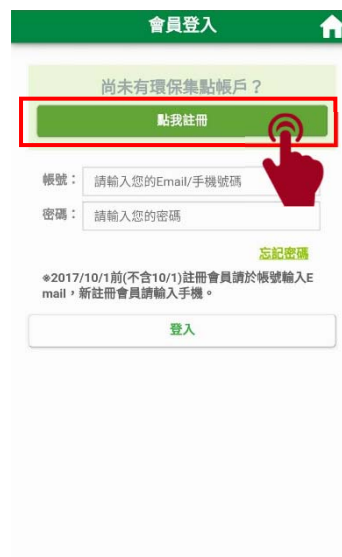 會員登入
尚未有環保集點帳戶？
點我註冊
帳號：
請輸入您的Email/手機號碼
密碼：
請輸入您的密碼
忘記密碼
※2017/10/1前(不含10/1)註冊會員請於帳號輸入E
mail，新註冊會員請輸入手機。
登入